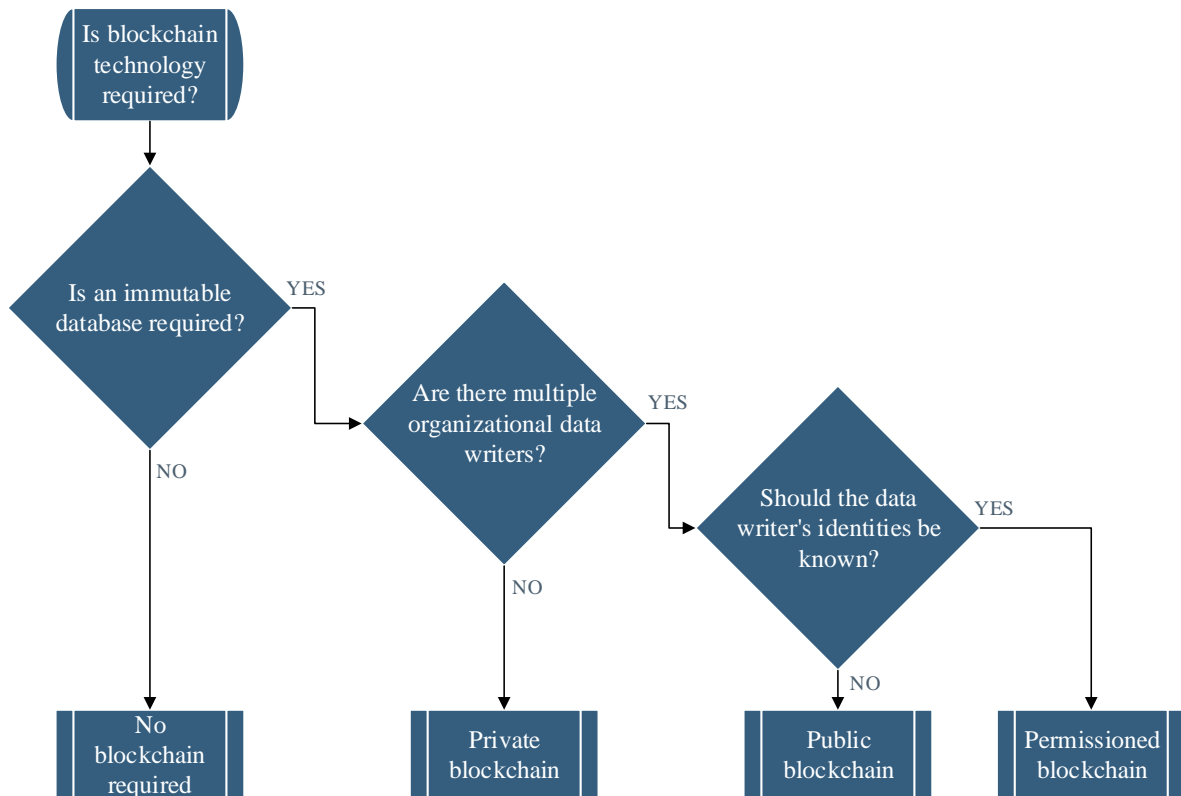 Is blockchain
technology
required?
Is an immutable
database required?
YES
NO
Are there multiple
organizational data
writers?
YES
NO
Should the data
writer's identities be
known?
YES
NO
No
blockchain
required
Private
blockchain
Public
blockchain
Permissioned
blockchain